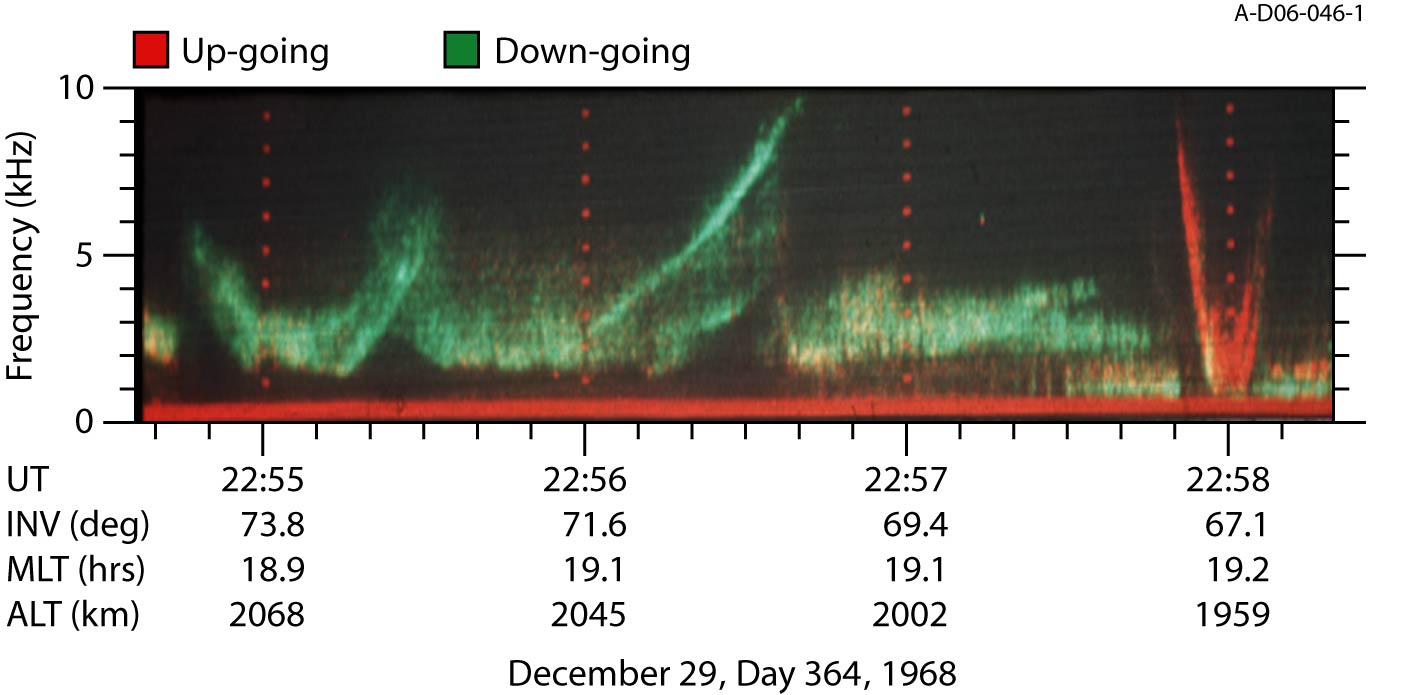 A-D06-046-1
Up-going Down-going
10
5
0
Frequency (kHz)
UT 22:55 22:56 22:57 22:58
INV (deg) 73.8 71.6 69.4 67.1
MLT (hrs) 18.9 19.1 19.1 19.2
ALT (km) 2068 2045 2002 1959
December 29, Day 364, 1968